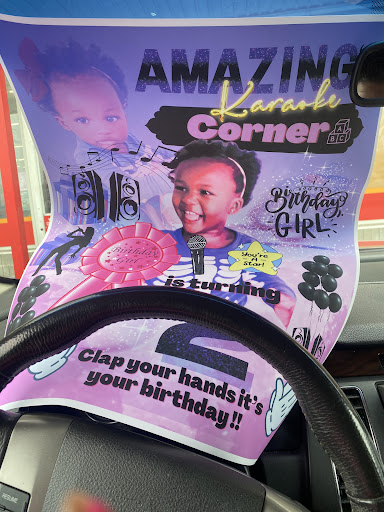 AMAZING
Karaoke
Corner
ABC
Birthday
GIRL
Birthday
Girl
You're
A
Star!
is turning
2
Clap your hands it's
your birthday!!
RESUME